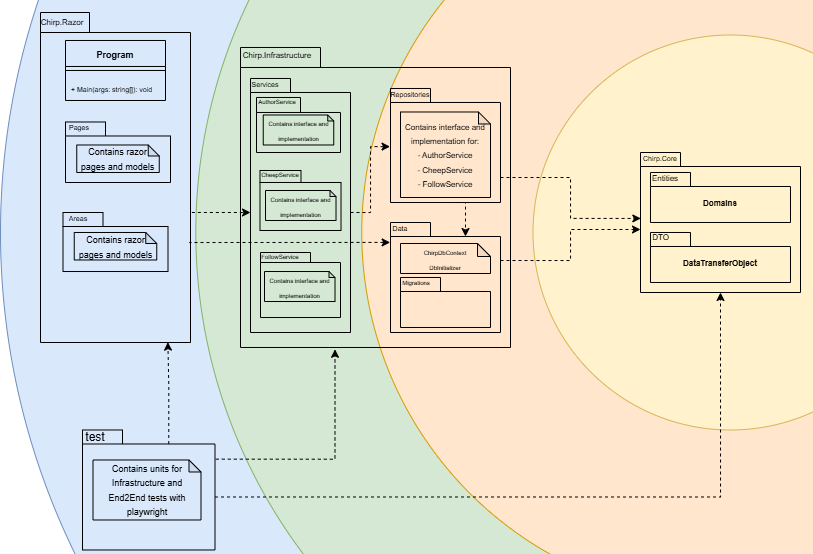 Chirp.Razor
Program
+ Main(args: string[]): void
Pages
Contains razor
pages and models
Areas
Contains razor
pages and models
Chirp.Infrastructure
Services
AuthorService
Contains interface and
implementation
CheepService
Contains interface and
implementation
FollowService
Contains interface and
implementation
Repositories
Contains interface and
implementation for:
- AuthorService
- CheepService
- FollowService
Data
ChirpDbContext
DbInitializer
Migrations
Chirp.Core
Entities
Domains
DTO
DataTransferObject
test
Contains units for
Infrastructure and
End2End tests with
playwright